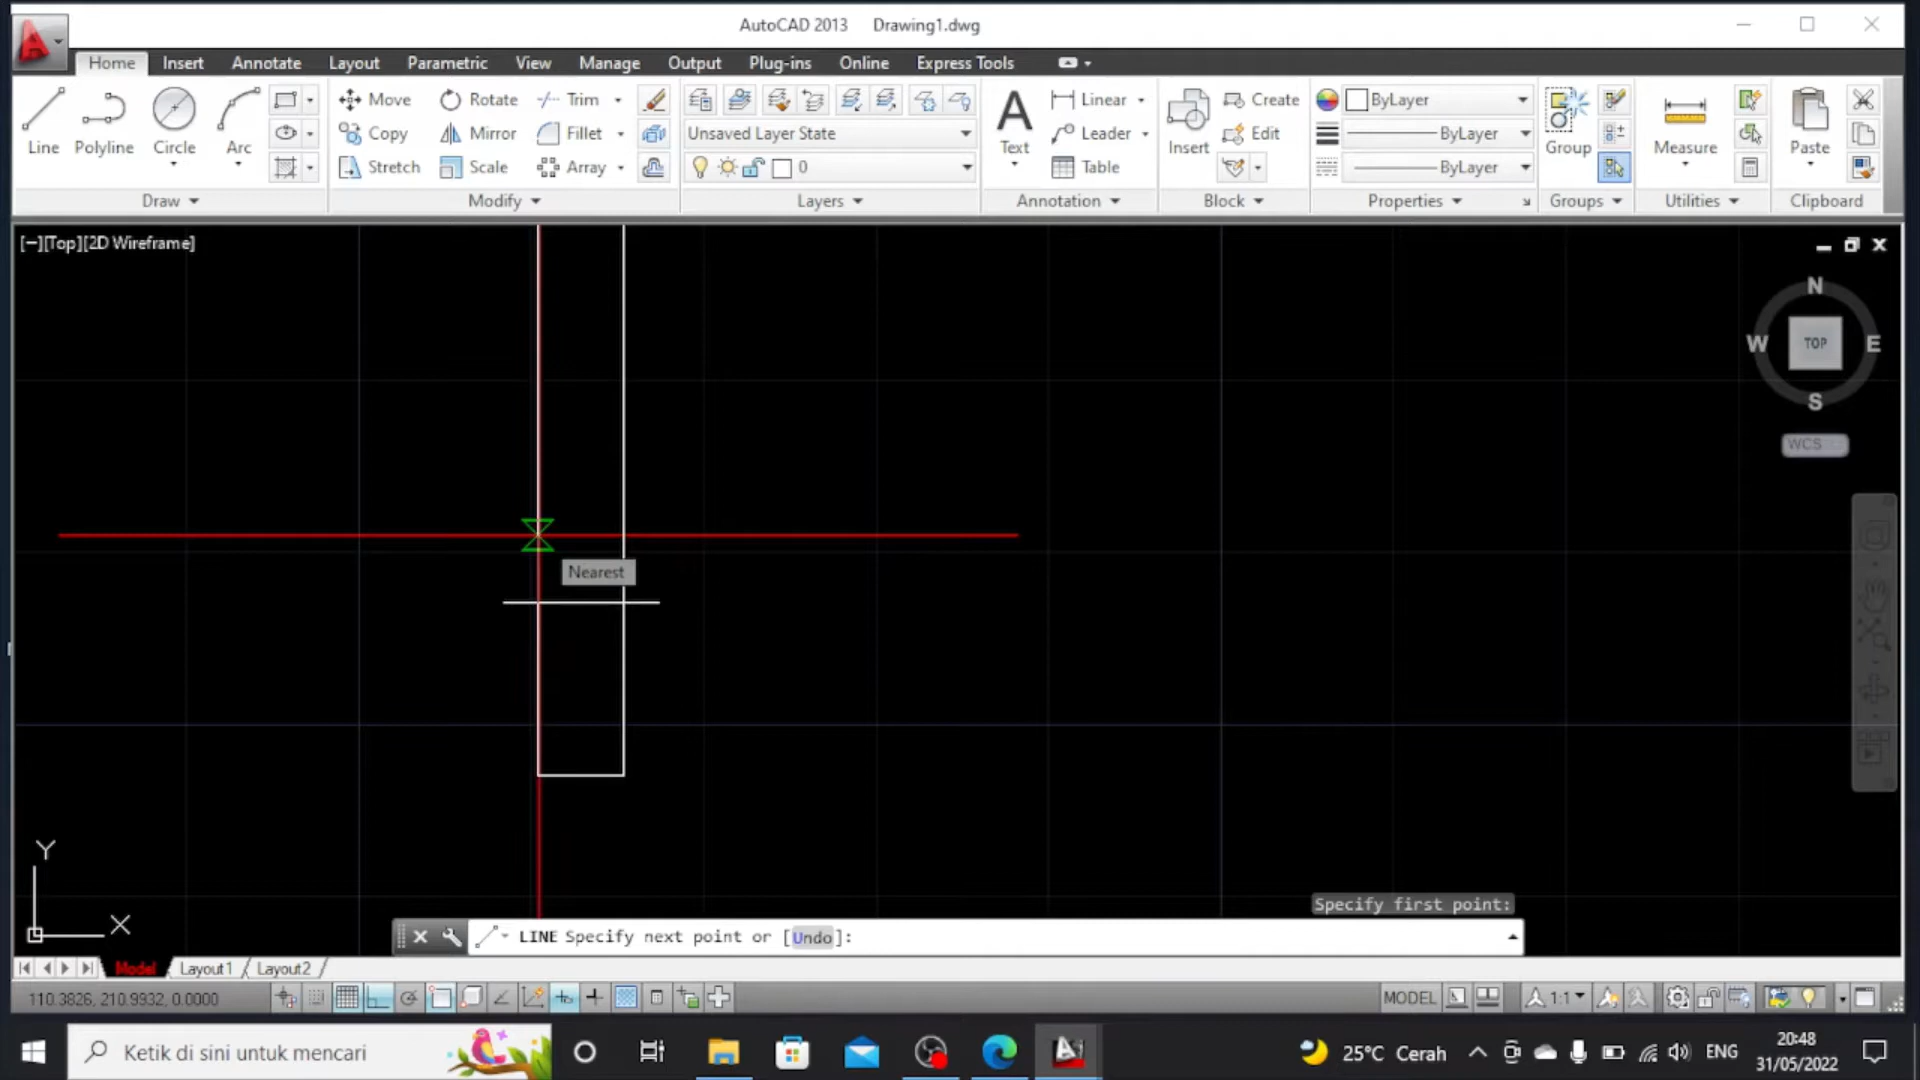 AutoCAD 2013 Drawing1.dwg
Home Insert Annotate Layout Parametric View Manage Output Plug-ins Online Express Tools
Line Polyline Circle Arc
Move Rotate Trim
Copy Mirror Fillet
Stretch Scale Array
Unsaved Layer State
0
Text
Linear
Leader
Table
Insert
Create
Edit
ByLayer
ByLayer
ByLayer
Group
Measure
Paste
Draw Modify Layers Annotation Block Properties Groups Utilities Clipboard
[−][Top][2D Wireframe]
N
W TOP E
S
WCS
Nearest
Y
X
Specify first point:
LINE Specify next point or [Undo]:
Model Layout1 Layout2
110.3826, 210.9932, 0.0000
MODEL 1:1
Ketik di sini untuk mencari
25°C Cerah
ENG
20:48
31/05/2022